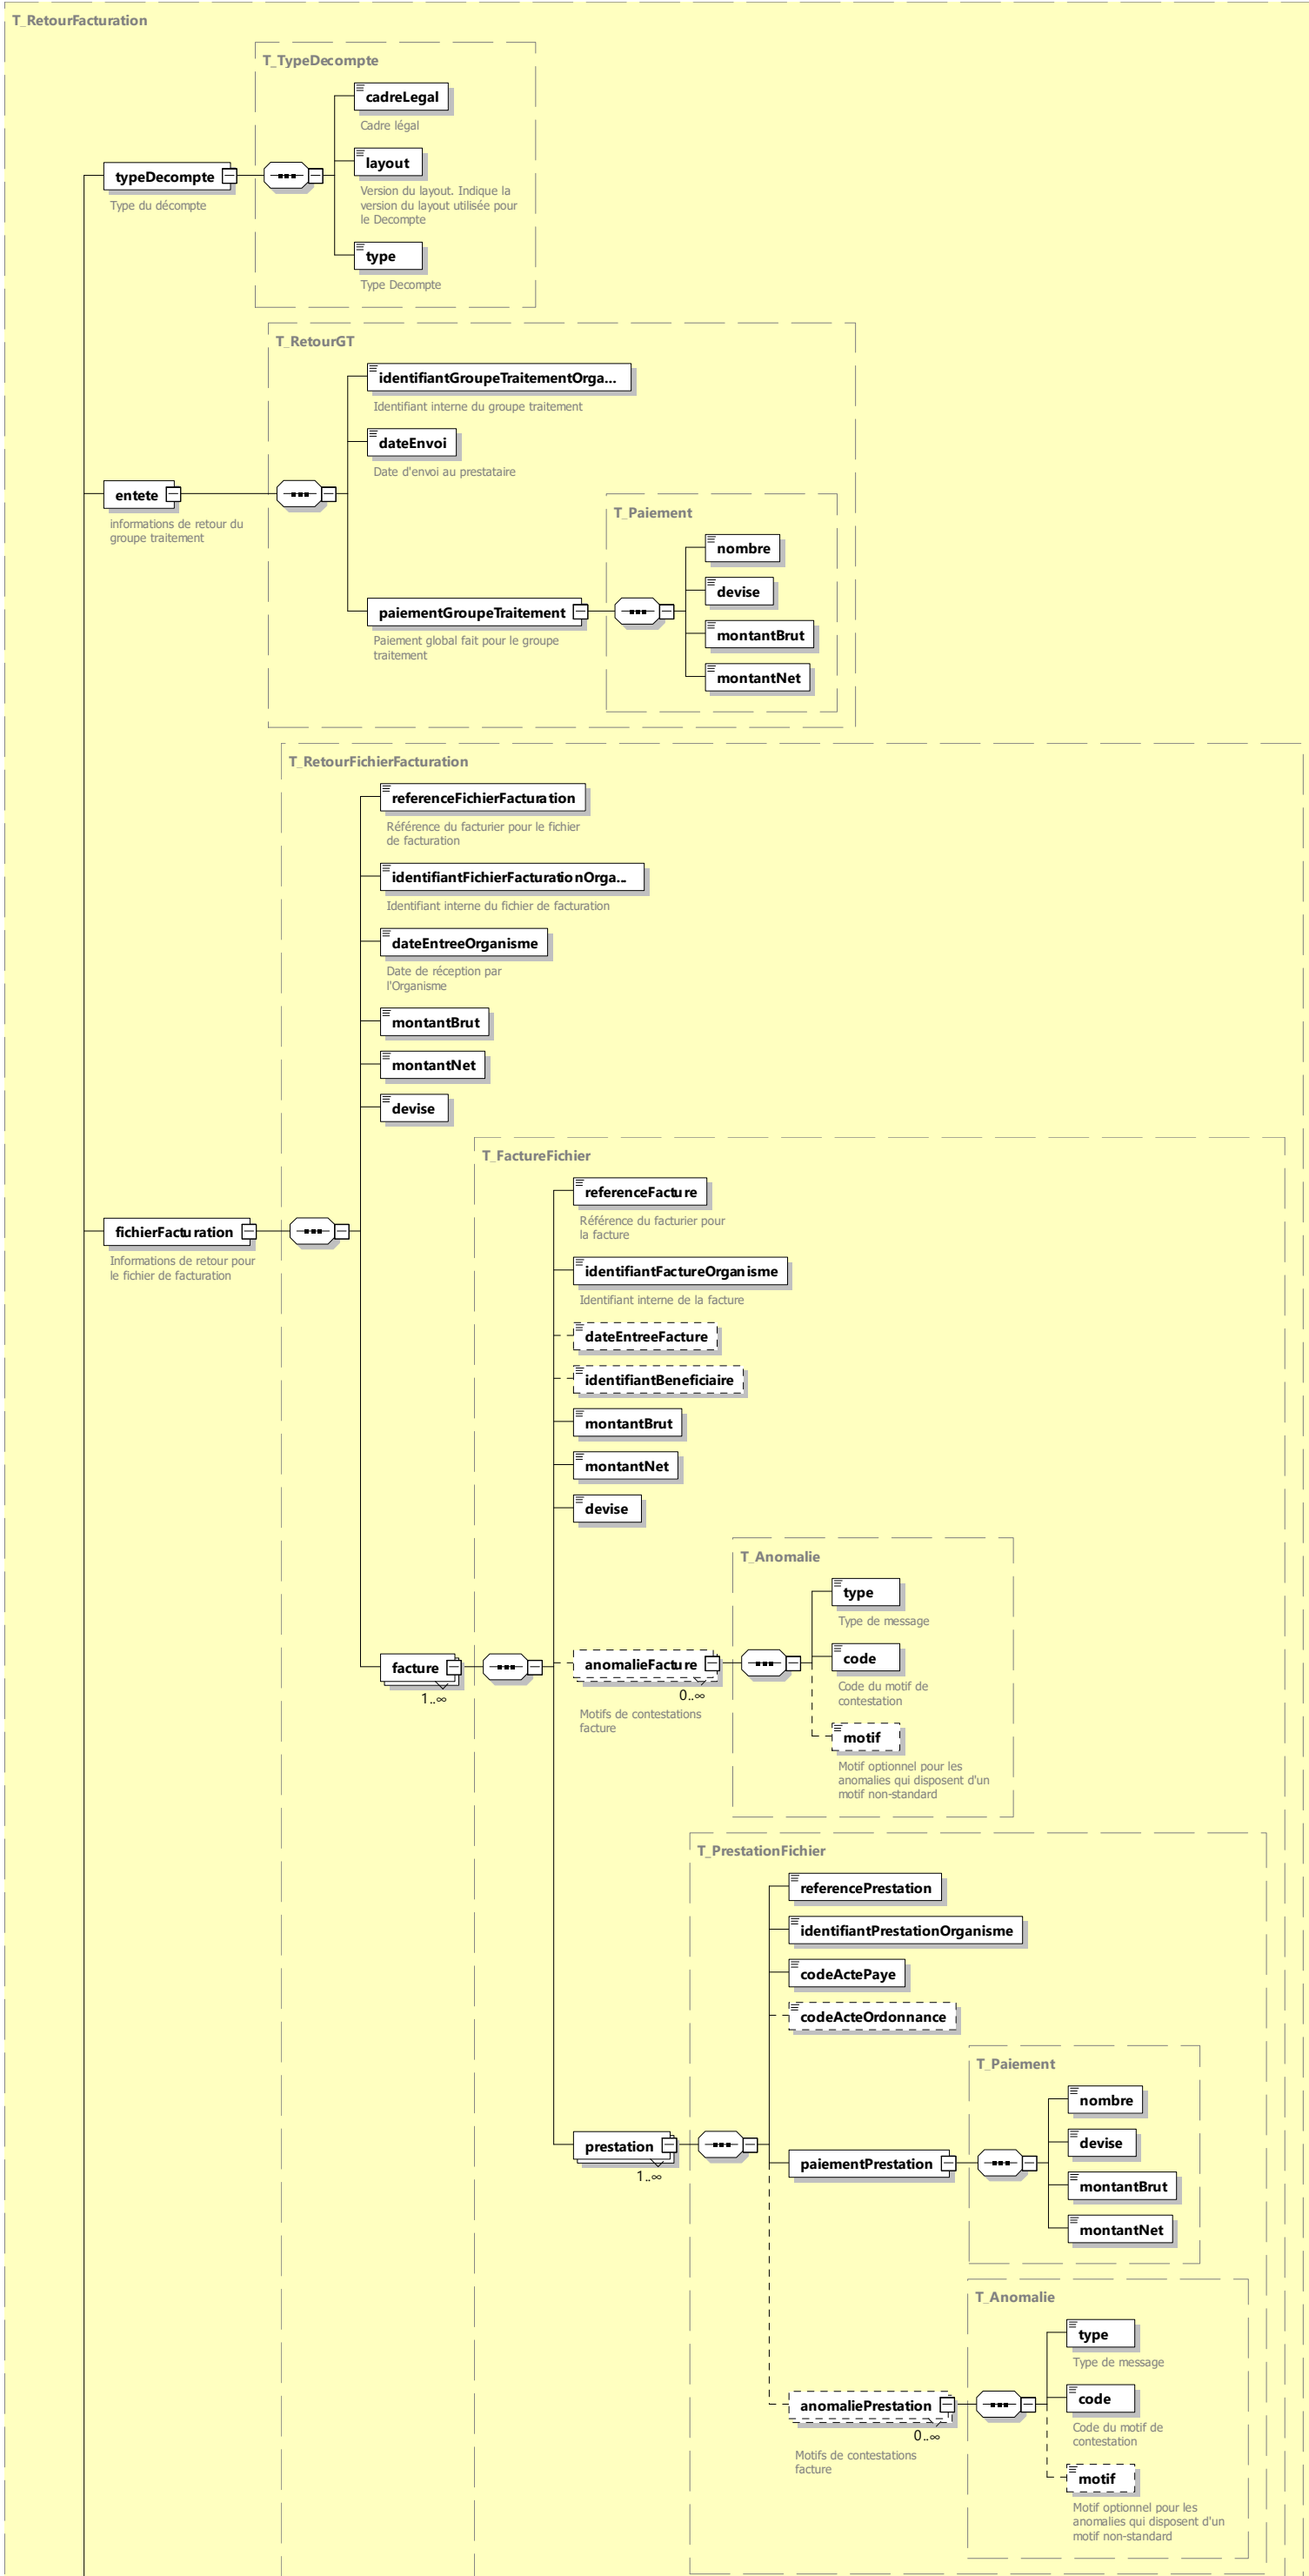 T_RetourFacturation
T_TypeDecompte
cadreLegal
Cadre légal
layout
Version du layout. Indique la
version du layout utilisée pour
le Decompte
typeDecompte
Type du décompte
type
Type Decompte
T_RetourGT
identifiantGroupeTraitementOrga...
Identifiant interne du groupe traitement
dateEnvoi
Date d'envoi au prestataire
entete
informations de retour du
groupe traitement
T_Paiement
nombre
devise
paiementGroupeTraitement
Paiement global fait pour le groupe
traitement
montantBrut
montantNet
T_RetourFichierFacturation
referenceFichierFacturation
Référence du facturier pour le fichier
de facturation
identifiantFichierFacturationOrga...
Identifiant interne du fichier de facturation
dateEntreeOrganisme
Date de réception par
l'Organisme
montantBrut
montantNet
devise
T_FactureFichier
referenceFacture
Référence du facturier pour
la facture
fichierFacturation
Informations de retour pour
le fichier de facturation
identifiantFactureOrganisme
Identifiant interne de la facture
dateEntreeFacture
identifiantBeneficiaire
montantBrut
montantNet
devise
T_Anomalie
type
Type de message
code
Code du motif de
contestation
facture
1..∞
anomalieFacture
0..∞
Motifs de contestations
facture
motif
Motif optionnel pour les
anomalies qui disposent d'un
motif non-standard
T_PrestationFichier
referencePrestation
identifiantPrestationOrganisme
codeActePaye
codeActeOrdonnance
T_Paiement
nombre
devise
prestation
1..∞
paiementPrestation
montantBrut
montantNet
T_Anomalie
type
Type de message
code
Code du motif de
contestation
anomaliePrestation
0..∞
Motifs de contestations
facture
motif
Motif optionnel pour les
anomalies qui disposent d'un
motif non-standard